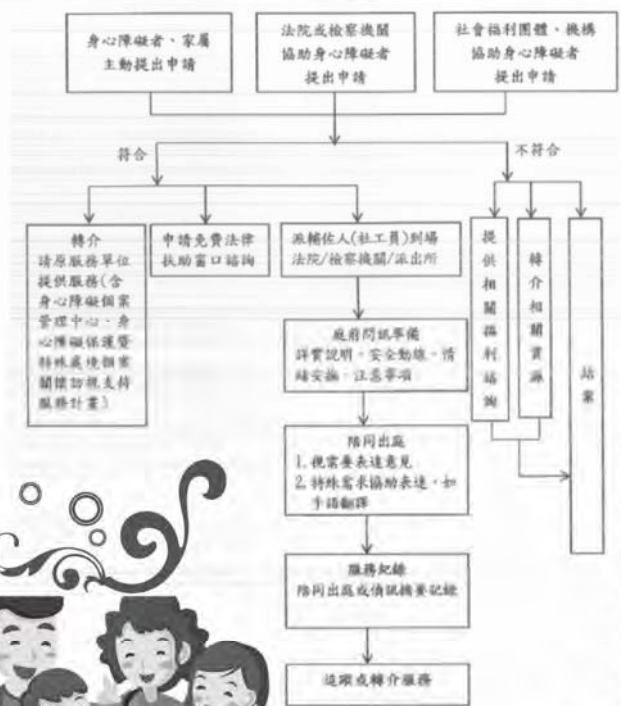 身心障礙者、家屬
主動提出申請
法院或檢察機關
協助身心障礙者
提出申請
社會福利團體、機構
協助身心障礙者
提出申請
符合
不符合
轉介
請原服務單位
提供服務(含
身心障礙個案
管理中心、身
心障礙保護暨
特殊處境個案
關懷訪視支持
服務計畫)
申請免費法律
扶助窗口諮詢
派輔佐人(社工員)到場
法院/檢察機關/派出所
庭前問訊準備
詳實說明、安全動線、情
緒安撫、注意事項
陪同出庭
1. 視需要表達意見
2. 特殊需求協助表達，如
手語翻譯
服務紀錄
陪同出庭或偵訊摘要記錄
追蹤或轉介服務
提供相關福利諮詢
轉介相關資源
結案